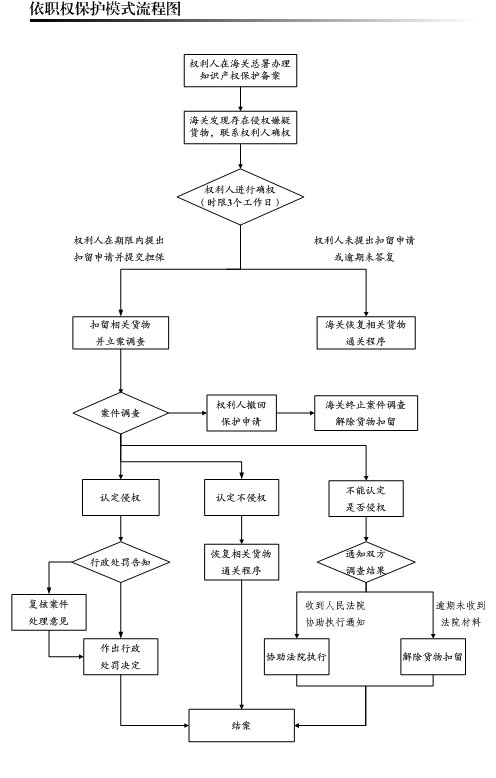 依职权保护模式流程图
权利人在海关总署办理
知识产权保护备案
海关发现存在侵权嫌疑
货物，联系权利人确权
权利人进行确权
（时限3个工作日）
权利人在期限内提出
扣留申请并提交担保
权利人未提出扣留申请
或逾期未答复
扣留相关货物
并立案调查
海关恢复相关货物
通关程序
案件调查
权利人撤回
保护申请
海关终止案件调查
解除货物扣留
认定侵权
认定不侵权
不能认定
是否侵权
行政处罚告知
恢复相关货物
通关程序
通知双方
调查结果
复核案件
处理意见
收到人民法院
协助执行通知
逾期未收到
法院材料
作出行政
处罚决定
协助法院执行
解除货物扣留
结案